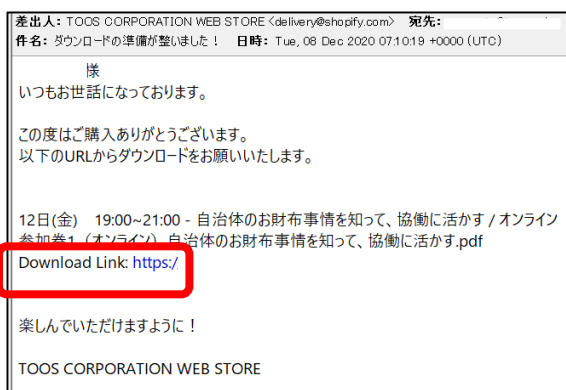 差出人: TOOS CORPORATION WEB STORE <delivery@shopify.com> 宛先:
件名: ダウンロードの準備が整いました！ 日時: Tue, 08 Dec 2020 07:10:19 +0000 (UTC)
様
いつもお世話になっております。
この度はご購入ありがとうございます。
以下のURLからダウンロードをお願いいたします。
12日(金) 19:00~21:00 - 自治体のお財布事情を知って、協働に活かす / オンライン
参加券1（オンライン）自治体のお財布事情を知って、協働に活かす.pdf
Download Link: https:/
楽しんでいただけますように！
TOOS CORPORATION WEB STORE